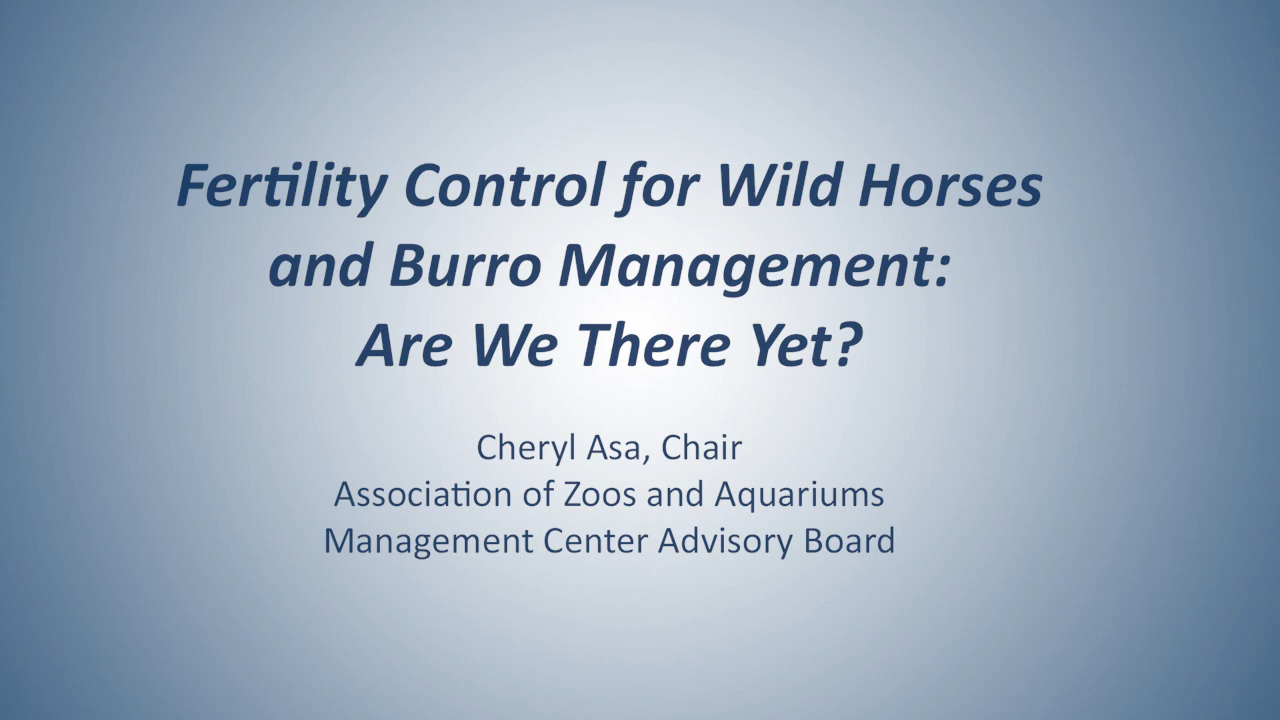 Fertility Control for Wild Horses
and Burro Management:
Are We There Yet?
Cheryl Asa, Chair
Association of Zoos and Aquariums
Management Center Advisory Board